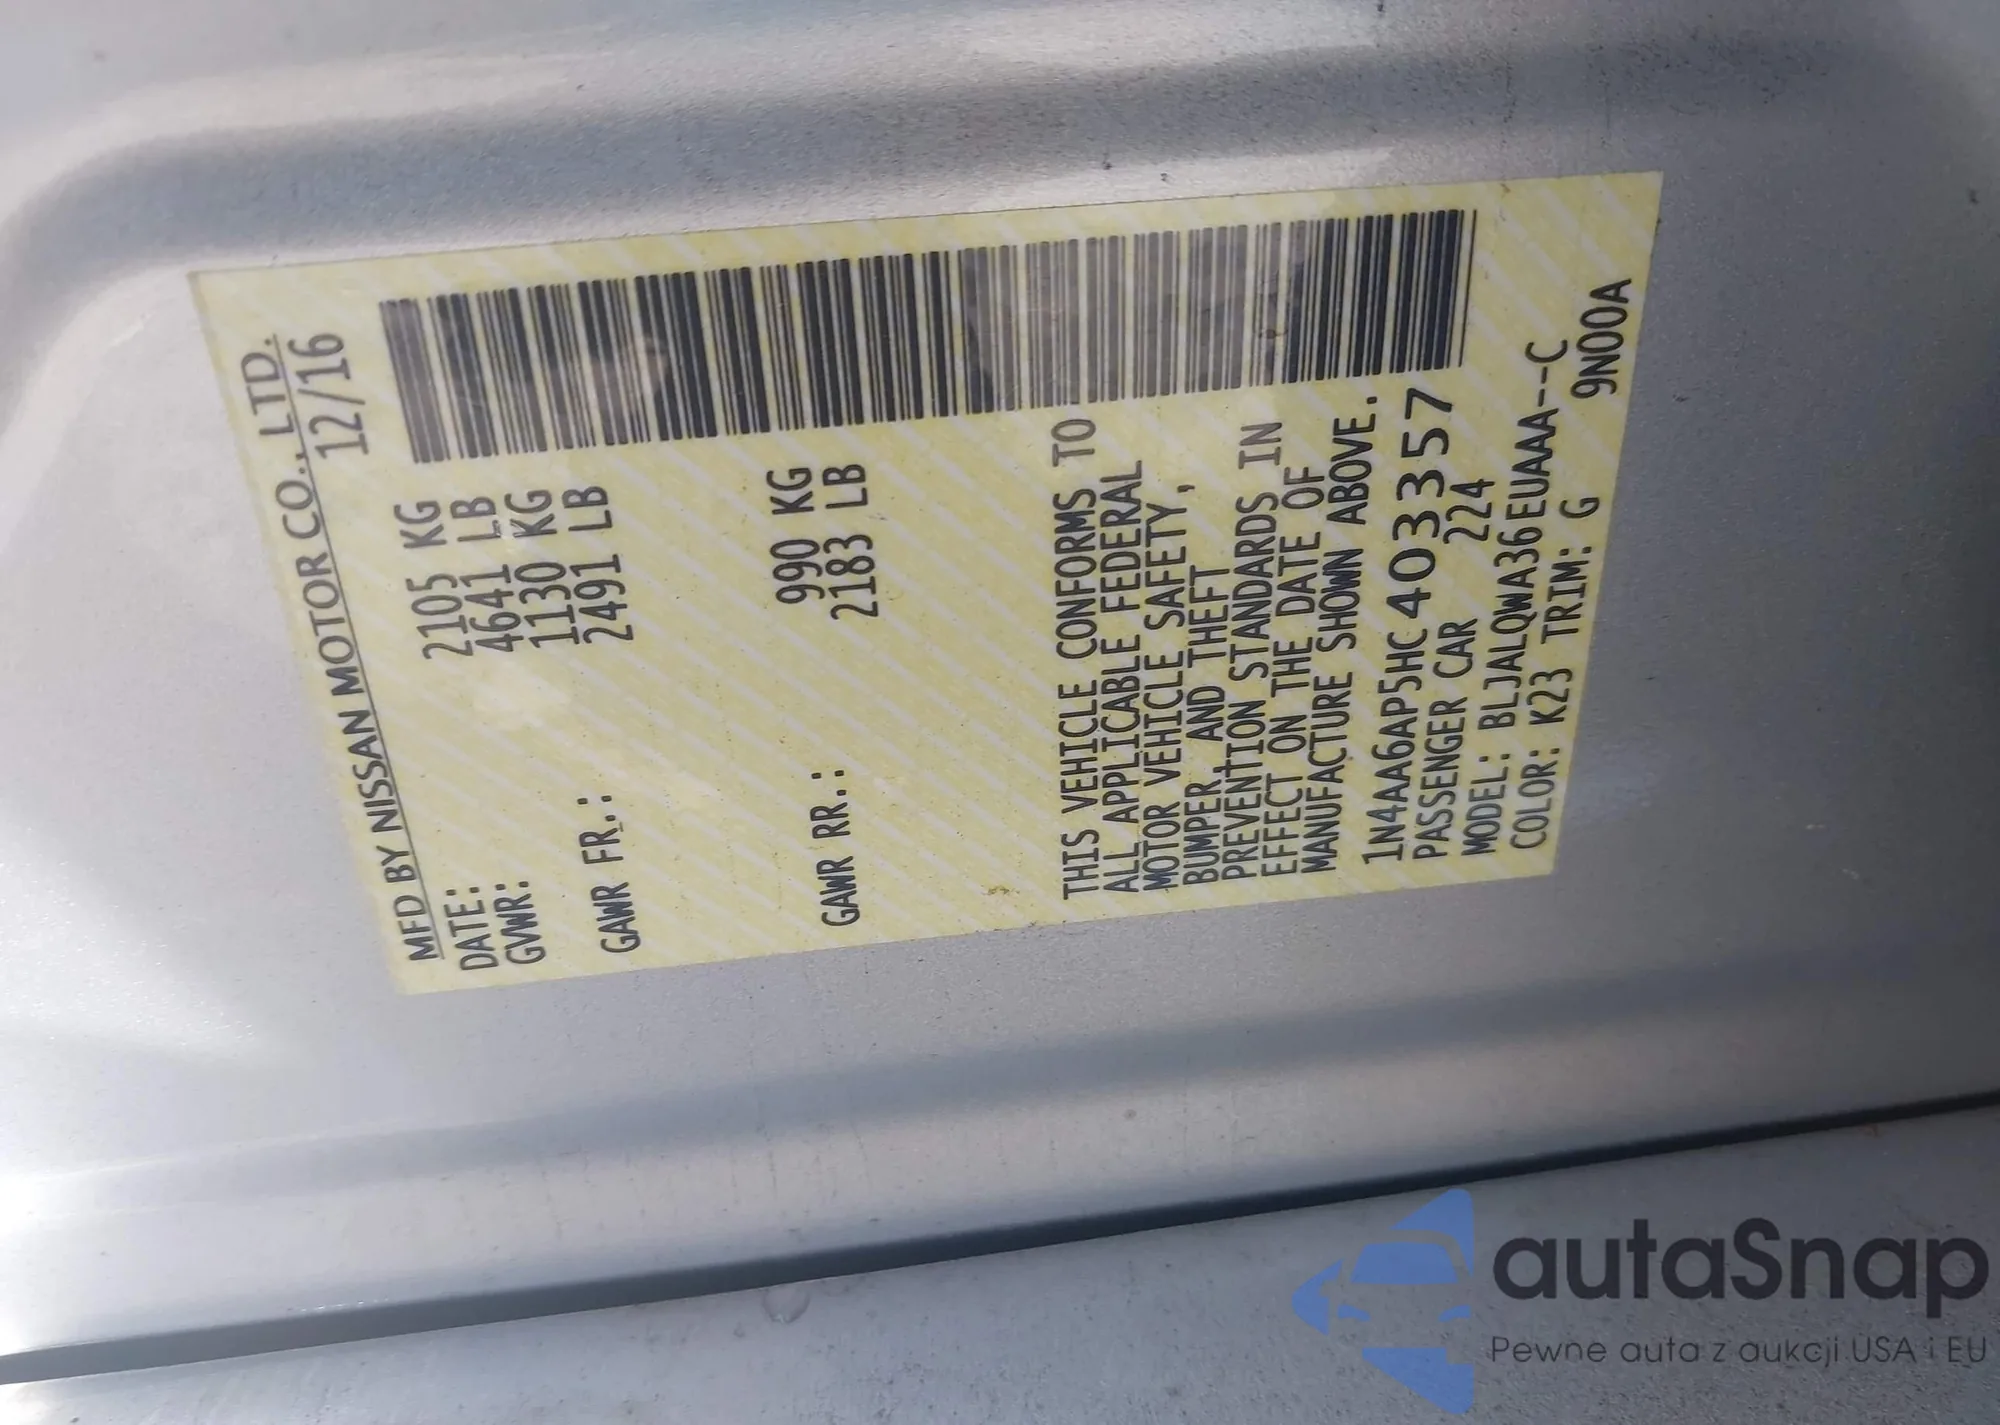 MFD BY NISSAN MOTOR CO., LTD.
DATE: 12/16
GVWR: 2105 KG
4641 LB
GAWR FR.: 1130 KG
2491 LB
GAWR RR.: 990 KG
2183 LB
THIS VEHICLE CONFORMS TO
ALL APPLICABLE FEDERAL
MOTOR VEHICLE SAFETY,
BUMPER, AND THEFT
PREVENTION STANDARDS IN
EFFECT ON THE DATE OF
MANUFACTURE SHOWN ABOVE.
1N4AA6AP5HC403357
PASSENGER CAR 224
MODEL: BLJALQWA36EUAAA--C
COLOR: K23 TRIM: G 9N00A
autaSnap
Pewne auta z aukcji USA i EU